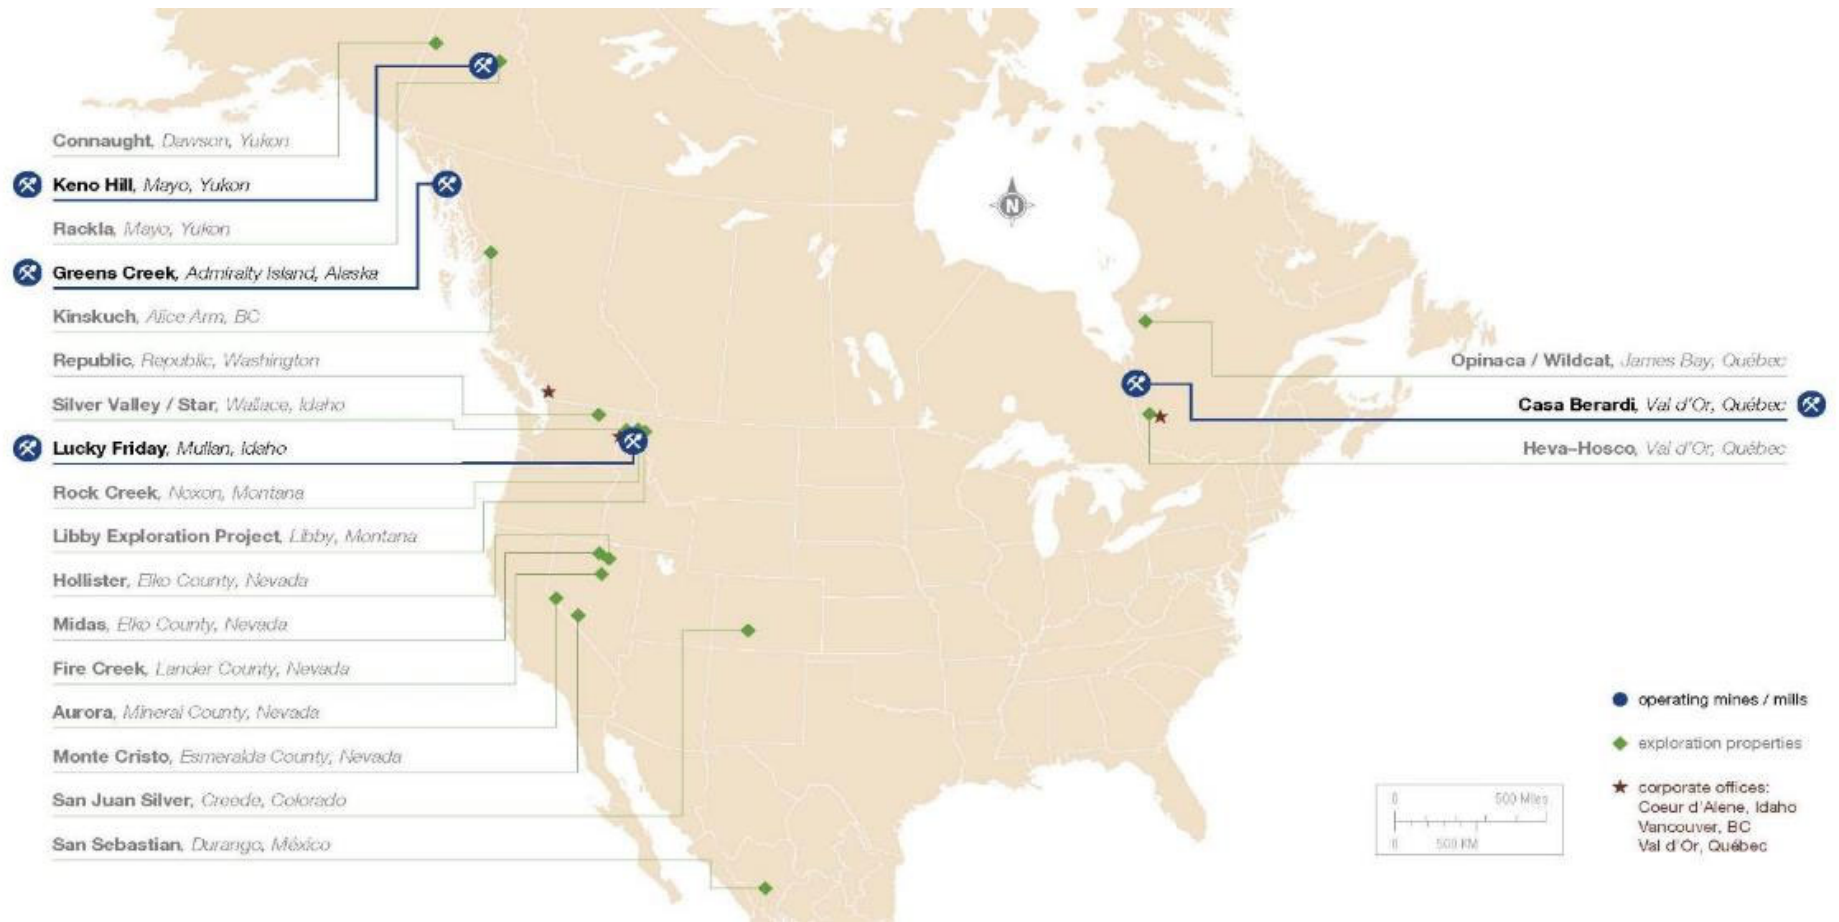 Connaught, Dawson, Yukon
Keno Hill, Mayo, Yukon
Rackla, Mayo, Yukon
Greens Creek, Admiralty Island, Alaska
Kinskuch, Alice Arm, BC
Republic, Republic, Washington
Silver Valley / Star, Wallace, Idaho
Lucky Friday, Mullan, Idaho
Rock Creek, Noxon, Montana
Libby Exploration Project, Libby, Montana
Hollister, Elko County, Nevada
Midas, Elko County, Nevada
Fire Creek, Lander County, Nevada
Aurora, Mineral County, Nevada
Monte Cristo, Esmeralda County, Nevada
San Juan Silver, Creede, Colorado
San Sebastian, Durango, México
N
Opinaca / Wildcat, James Bay, Québec
Casa Berardi, Val d'Or, Québec
Heva–Hosco, Val d'Or, Québec
operating mines / mills
exploration properties
corporate offices:
Coeur d'Alene, Idaho
Vancouver, BC
Val d'Or, Québec
0 500 Miles
0 500 KM